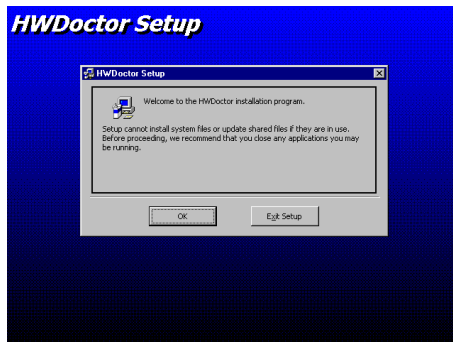 HWDoctor Setup
HWDoctor Setup
Welcome to the HWDoctor installation program.
Setup cannot install system files or update shared files if they are in use.
Before proceeding, we recommend that you close any applications you may
be running.
OK
Exit Setup